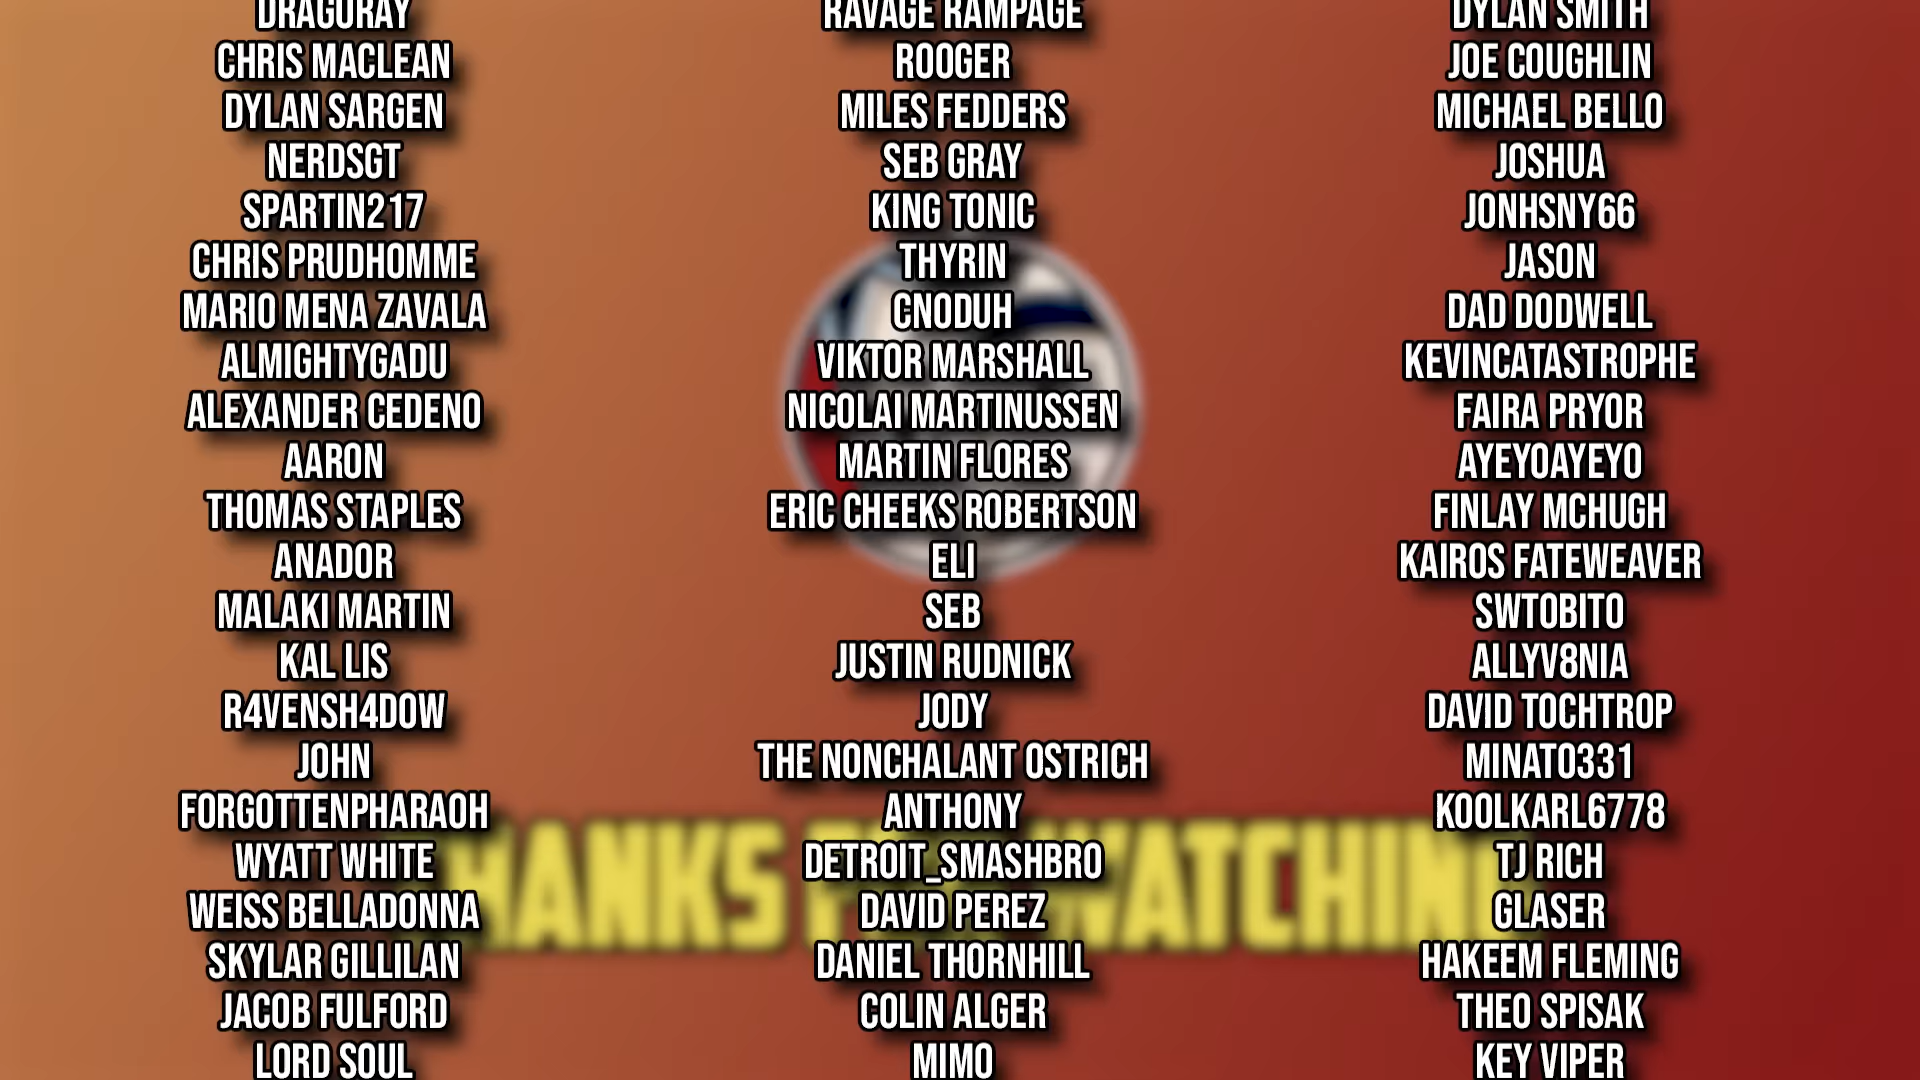 DRAGORAY
CHRIS MACLEAN
DYLAN SARGEN
NERDSGT
SPARTIN217
CHRIS PRUDHOMME
MARIO MENA ZAVALA
ALMIGHTYGADU
ALEXANDER CEDENO
AARON
THOMAS STAPLES
ANADOR
MALAKI MARTIN
KAL LIS
R4VENSH4DOW
JOHN
FORGOTTENPHARAOH
WYATT WHITE
WEISS BELLADONNA
SKYLAR GILLILAN
JACOB FULFORD
LORD SOUL
RAVAGE RAMPAGE
ROOGER
MILES FEDDERS
SEB GRAY
KING TONIC
THYRIN
CNODUH
VIKTOR MARSHALL
NICOLAI MARTINUSSEN
MARTIN FLORES
ERIC CHEEKS ROBERTSON
ELI
SEB
JUSTIN RUDNICK
JODY
THE NONCHALANT OSTRICH
ANTHONY
DETROIT_SMASHBRO
DAVID PEREZ
DANIEL THORNHILL
COLIN ALGER
MIMO
DYLAN SMITH
JOE COUGHLIN
MICHAEL BELLO
JOSHUA
JONHSNY66
JASON
DAD DODWELL
KEVINCATASTROPHE
FAIRA PRYOR
AYEYOAYEYO
FINLAY MCHUGH
KAIROS FATEWEAVER
SWTOBITO
ALLYV8NIA
DAVID TOCHTROP
MINATO331
KOOLKARL6778
TJ RICH
GLASER
HAKEEM FLEMING
THEO SPISAK
KEY VIPER
THANKS FOR WATCHING